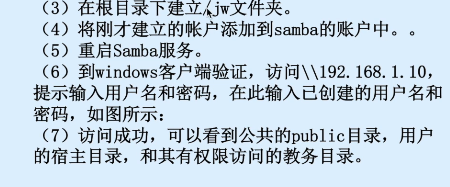 （3）在根目录下建立/jw文件夹。
（4）将刚才建立的帐户添加到samba的账户中。。
（5）重启Samba服务。
（6）到windows客户端验证，访问\\192.168.1.10，
提示输入用户名和密码，在此输入已创建的用户名和
密码，如图所示：
（7）访问成功，可以看到公共的public目录，用户
的宿主目录，和其有权限访问的教务目录。